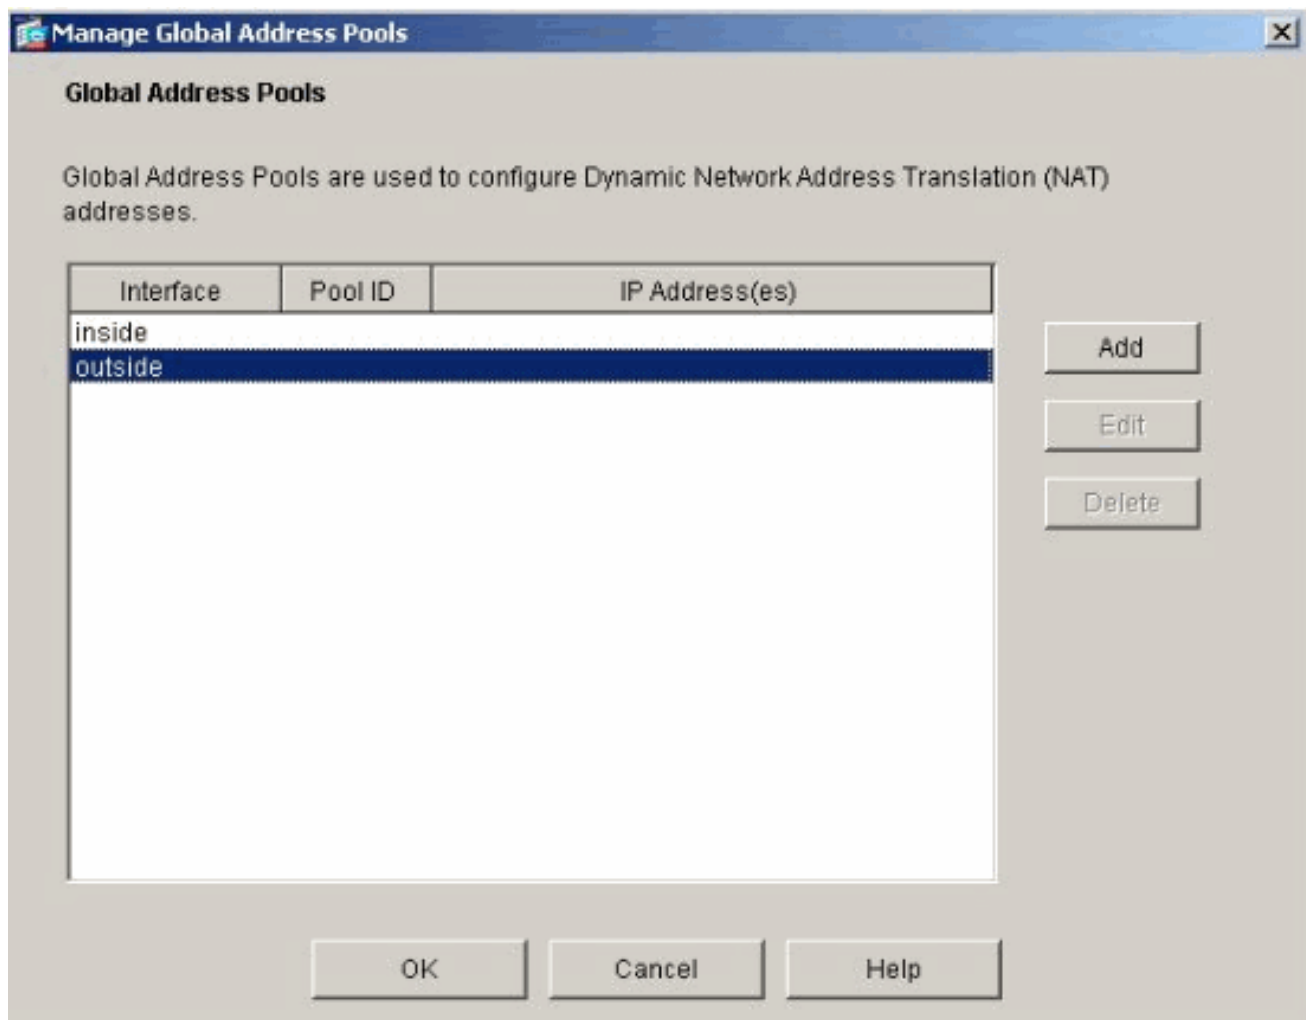 Manage Global Address Pools
Global Address Pools
Global Address Pools are used to configure Dynamic Network Address Translation (NAT)
addresses.
Interface Pool ID IP Address(es)
inside
outside
Add
Edit
Delete
OK Cancel Help